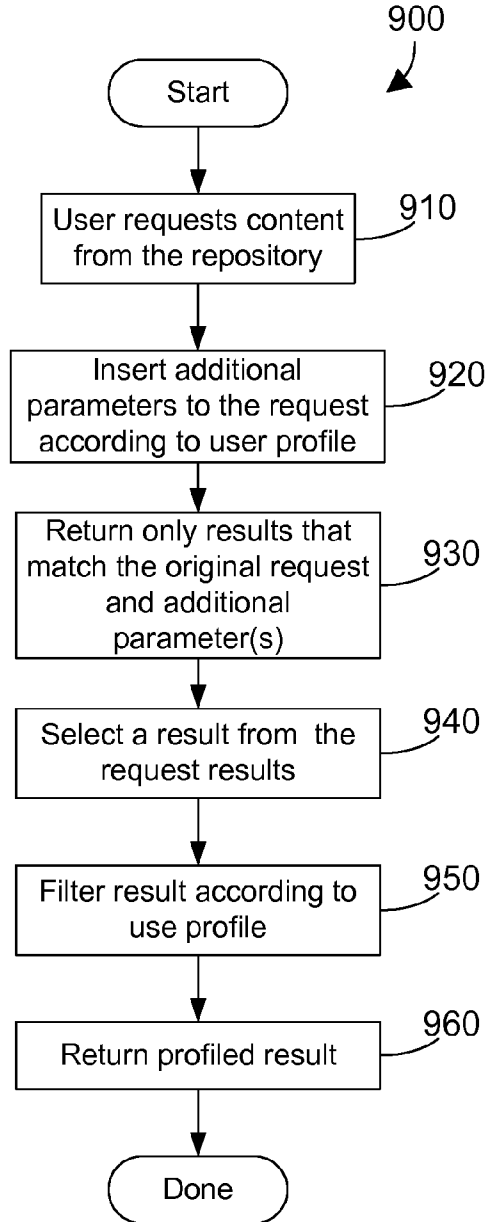 900
Start
910
User requests content
from the repository
920
Insert additional
parameters to the request
according to user profile
930
Return only results that
match the original request
and additional
parameter(s)
940
Select a result from the
request results
950
Filter result according to
use profile
960
Return profiled result
Done